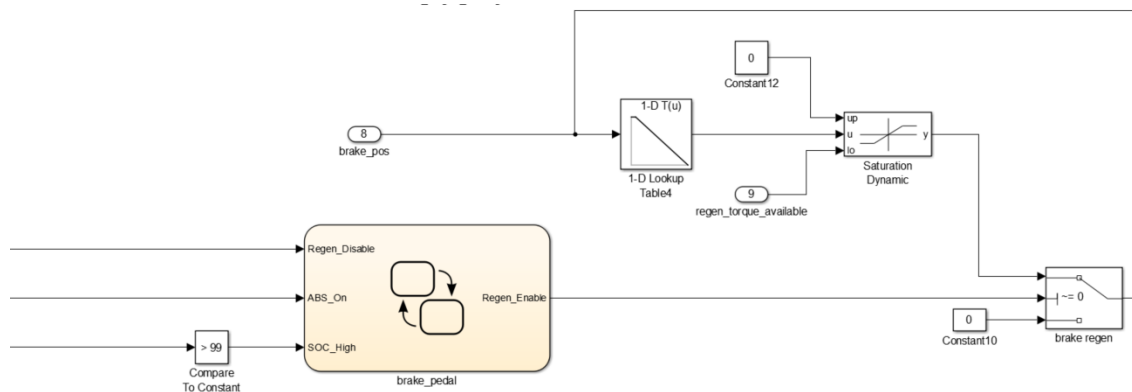 0
Constant12
1-D T(u)
up
u
lo
y
8
brake_pos
1-D Lookup
Table4
Saturation
Dynamic
9
regen_torque_available
Regen_Disable
ABS_On
Regen_Enable
~= 0
0
> 99
SOC_High
Constant10
brake regen
Compare
To Constant
brake_pedal